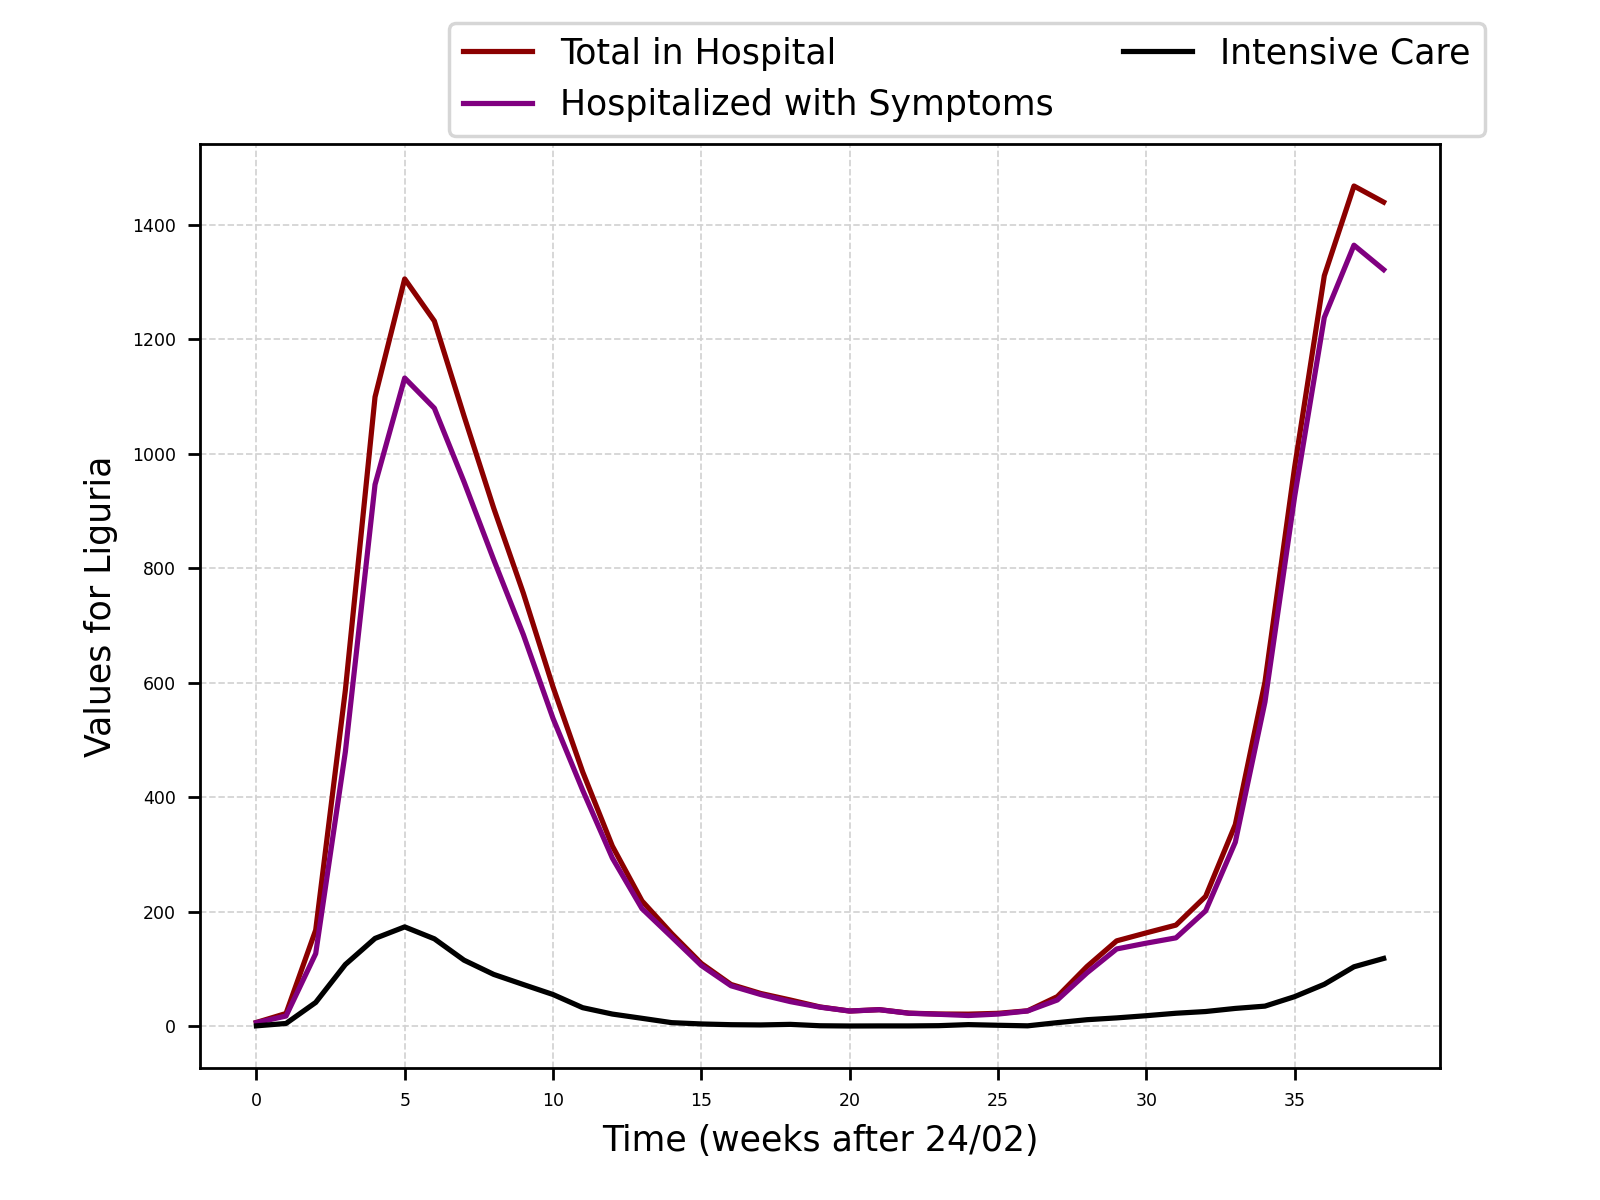 Total in Hospital
Hospitalized with Symptoms
Intensive Care
1400
1200
1000
800
600
400
200
0
Values for Liguria
0 5 10 15 20 25 30 35
Time (weeks after 24/02)